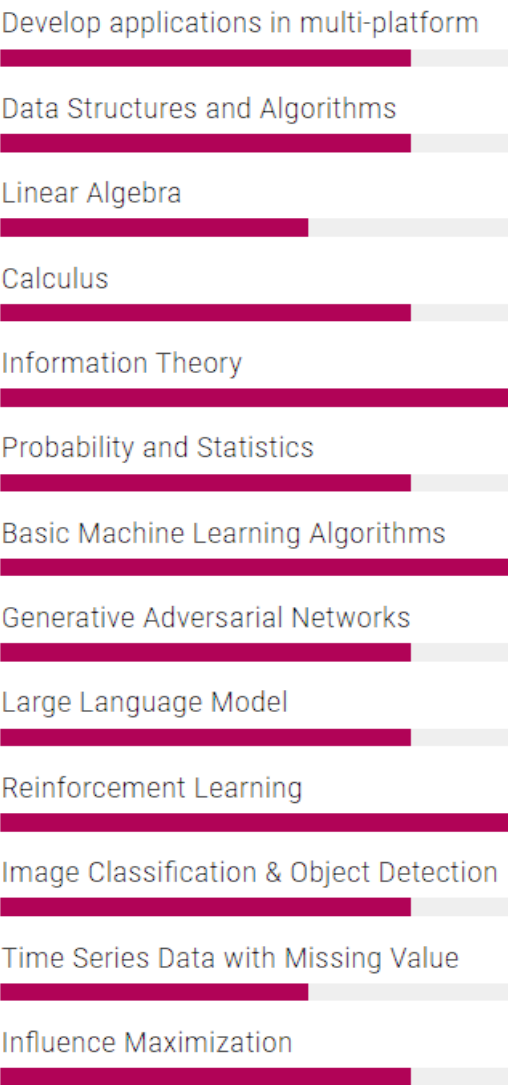 Develop applications in multi-platform
Data Structures and Algorithms
Linear Algebra
Calculus
Information Theory
Probability and Statistics
Basic Machine Learning Algorithms
Generative Adversarial Networks
Large Language Model
Reinforcement Learning
Image Classification & Object Detection
Time Series Data with Missing Value
Influence Maximization